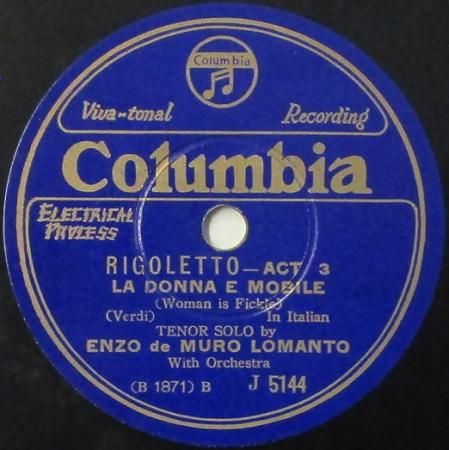 Columbia
Viva-tonal Recording
Columbia
ELECTRICAL
PROCESS
RIGOLETTO—ACT 3
LA DONNA E MOBILE
(Woman is Fickle)
(Verdi) In Italian
TENOR SOLO by
ENZO de MURO LOMANTO
With Orchestra
(B 1871) B J 5144